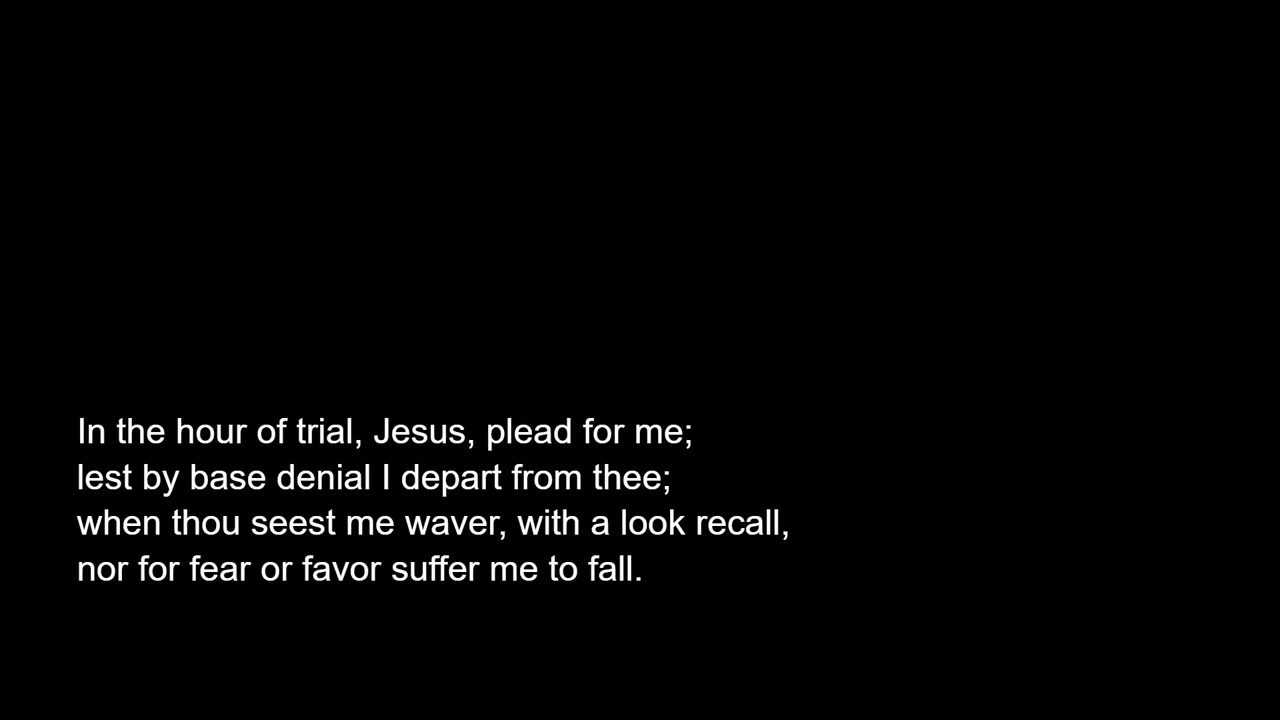 In the hour of trial, Jesus, plead for me;
lest by base denial I depart from thee;
when thou seest me waver, with a look recall,
nor for fear or favor suffer me to fall.